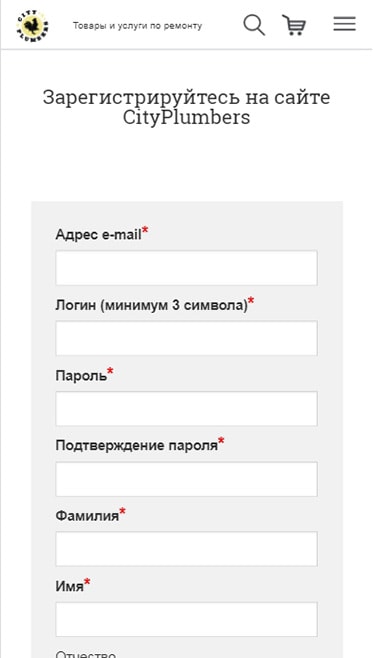 CITY
PLUMBERS
Товары и услуги по ремонту
Зарегистрируйтесь на сайте
CityPlumbers
Адрес e-mail*
Логин (минимум 3 символа)*
Пароль*
Подтверждение пароля*
Фамилия*
Имя*
Отчество